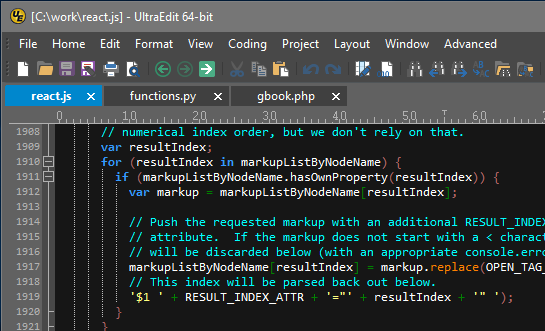 UE [C:\work\react.js] - UltraEdit 64-bit
File Home Edit Format View Coding Project Layout Window Advanced
react.js functions.py gbook.php
0 10 20 30 40 50 T 60
1908 // numerical index order, but we don't rely on that.
1909 var resultIndex;
1910 for (resultIndex in markupListByNodeName) {
1911 if (markupListByNodeName.hasOwnProperty(resultIndex)) {
1912 var markup = markupListByNodeName[resultIndex];
1913
1914 // Push the requested markup with an additional RESULT_INDEX
1915 // attribute.  If the markup does not start with a < charact
1916 // will be discarded below (with an appropriate console.erro
1917 markupListByNodeName[resultIndex] = markup.replace(OPEN_TAG_
1918 // This index will be parsed back out below.
1919 '$1 ' + RESULT_INDEX_ATTR + '="' + resultIndex + '" ');
1920 }
1921 }